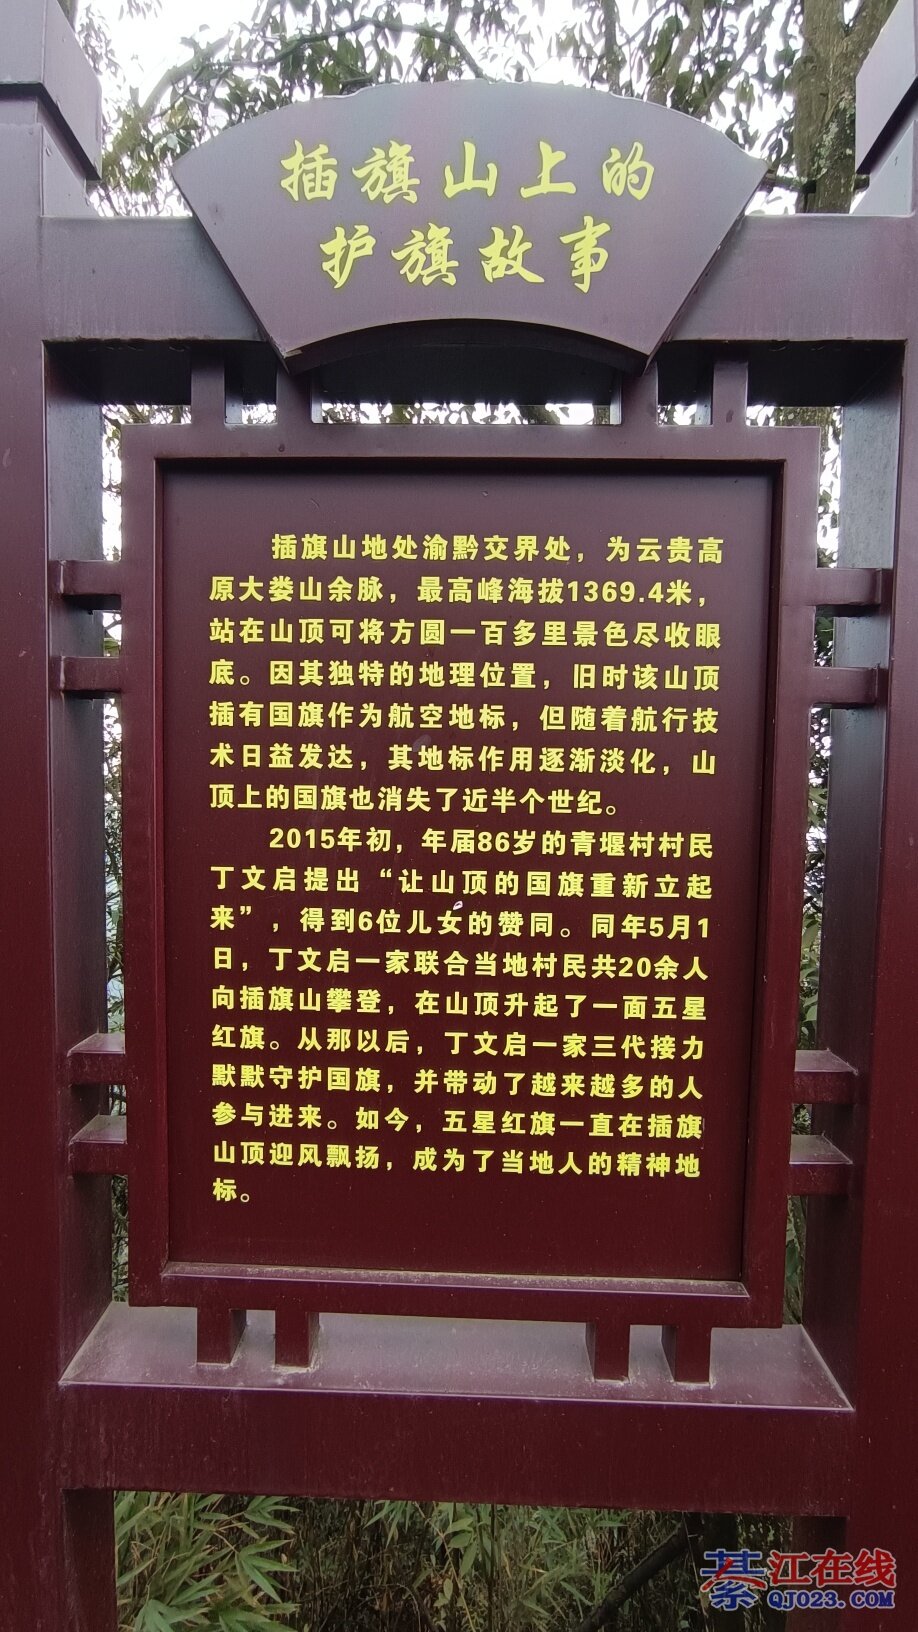 插旗山上的
护旗故事
插旗山地处渝黔交界处，为云贵高
原大娄山余脉，最高峰海拔1369.4米，
站在山顶可将方圆一百多里景色尽收眼
底。因其独特的地理位置，旧时该山顶
插有国旗作为航空地标，但随着航行技
术日益发达，其地标作用逐渐淡化，山
顶上的国旗也消失了近半个世纪。
2015年初，年届86岁的青堰村村民
丁文启提出“让山顶的国旗重新立起
来”，得到6位儿女的赞同。同年5月1
日，丁文启一家联合当地村民共20余人
向插旗山攀登，在山顶升起了一面五星
红旗。从那以后，丁文启一家三代接力
默默守护国旗，并带动了越来越多的人
参与进来。如今，五星红旗一直在插旗
山顶迎风飘扬，成为了当地人的精神地
标。
綦江在线
QJ023.COM